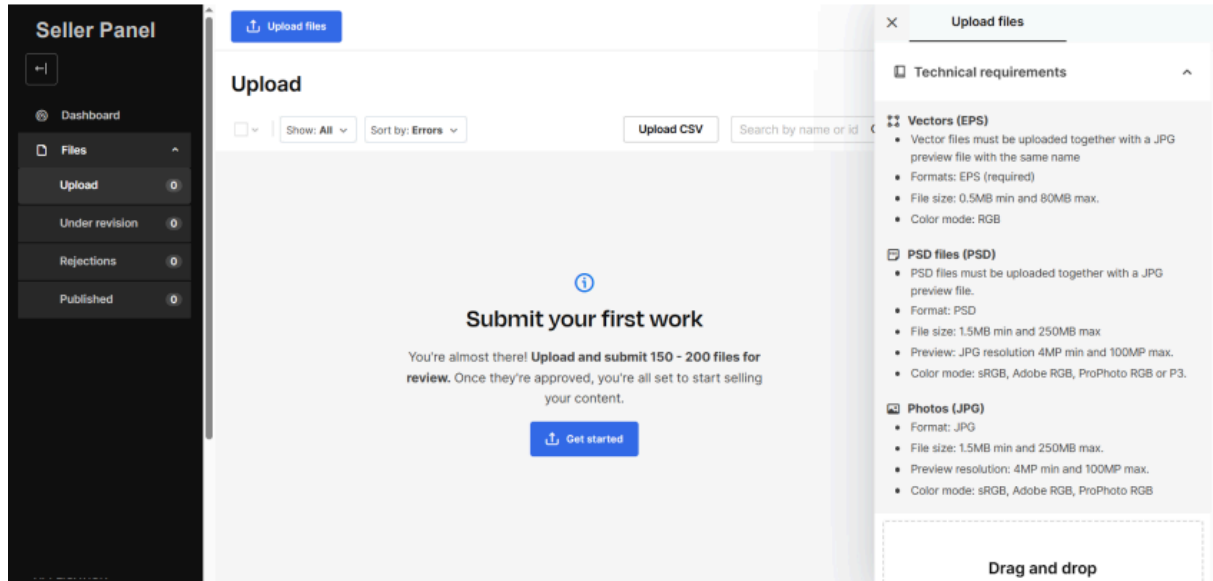 Seller Panel
Dashboard
Files
Upload 0
Under revision 0
Rejections 0
Published 0
Upload files
Upload
Show: All
Sort by: Errors
Upload CSV
Search by name or id
Submit your first work
You're almost there! Upload and submit 150 - 200 files for
review. Once they're approved, you're all set to start selling
your content.
Get started
Upload files
Technical requirements
Vectors (EPS)
• Vector files must be uploaded together with a JPG
preview file with the same name
• Formats: EPS (required)
• File size: 0.5MB min and 80MB max.
• Color mode: RGB
PSD files (PSD)
• PSD files must be uploaded together with a JPG
preview file.
• Format: PSD
• File size: 1.5MB min and 250MB max
• Preview: JPG resolution 4MP min and 100MP max.
• Color mode: sRGB, Adobe RGB, ProPhoto RGB or P3.
Photos (JPG)
• Format: JPG
• File size: 1.5MB min and 250MB max.
• Preview resolution: 4MP min and 100MP max.
• Color mode: sRGB, Adobe RGB, ProPhoto RGB
Drag and drop